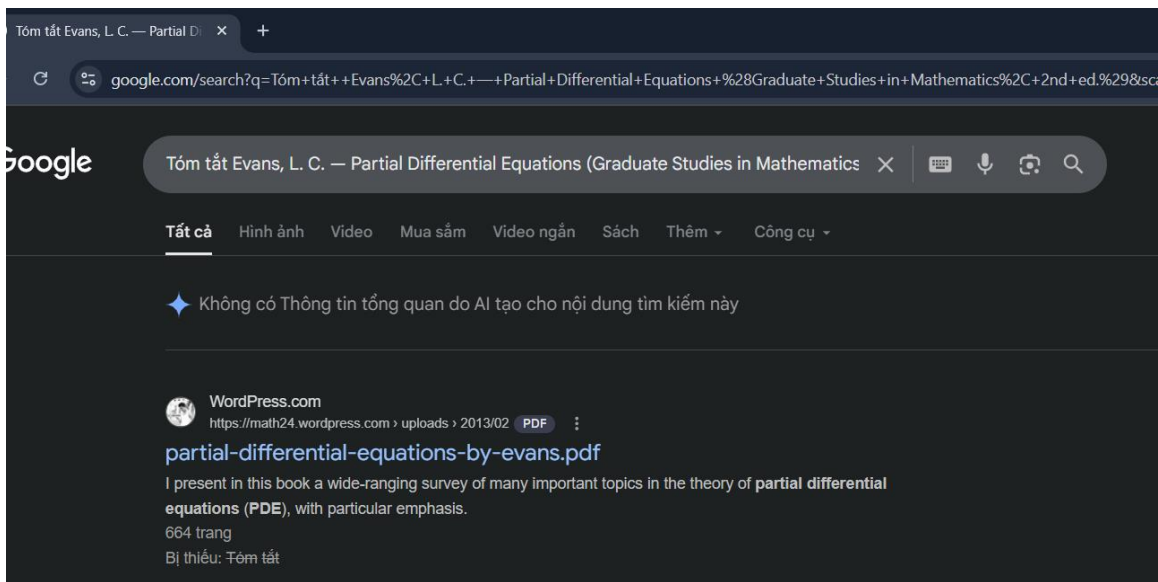 Tóm tắt Evans, L. C. — Partial Di
google.com/search?q=Tóm+tắt++Evans%2C+L.+C.+—+Partial+Differential+Equations+%28Graduate+Studies+in+Mathematics%2C+2nd+ed.%29&sca
Google
Tóm tắt Evans, L. C. — Partial Differential Equations (Graduate Studies in Mathematics
Tất cả Hình ảnh Video Mua sắm Video ngắn Sách Thêm Công cụ
Không có Thông tin tổng quan do AI tạo cho nội dung tìm kiếm này
WordPress.com
https://math24.wordpress.com › uploads › 2013/02 PDF
partial-differential-equations-by-evans.pdf
I present in this book a wide-ranging survey of many important topics in the theory of partial differential
equations (PDE), with particular emphasis.
664 trang
Bị thiếu: Tóm tắt